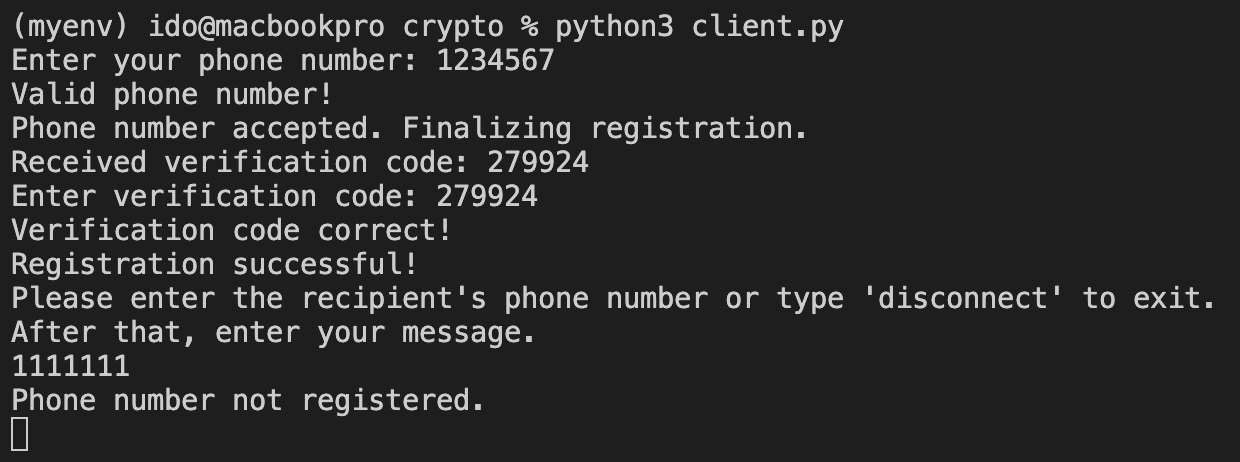 (myenv) ido@macbookpro crypto % python3 client.py
Enter your phone number: 1234567
Valid phone number!
Phone number accepted. Finalizing registration.
Received verification code: 279924
Enter verification code: 279924
Verification code correct!
Registration successful!
Please enter the recipient's phone number or type 'disconnect' to exit.
After that, enter your message.
1111111
Phone number not registered.